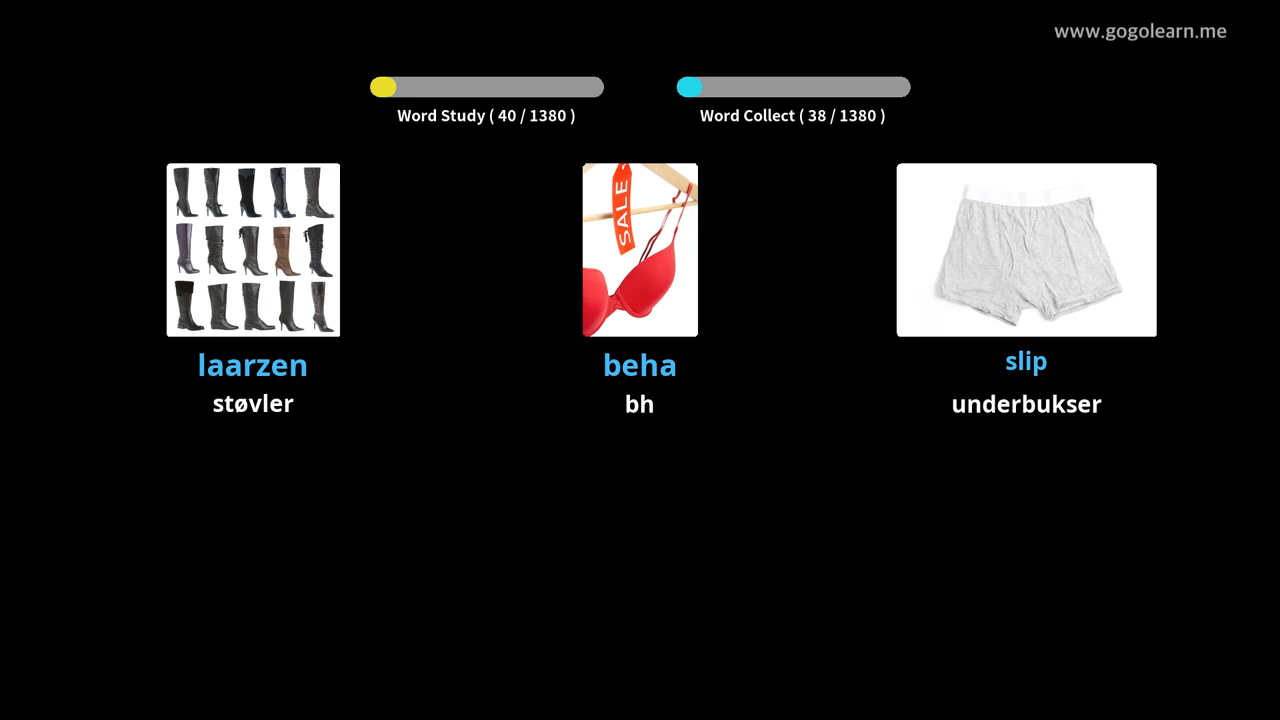 www.gogolearn.me
Word Study ( 40 / 1380 )
Word Collect ( 38 / 1380 )
SALE
laarzen
beha
slip
støvler
bh
underbukser